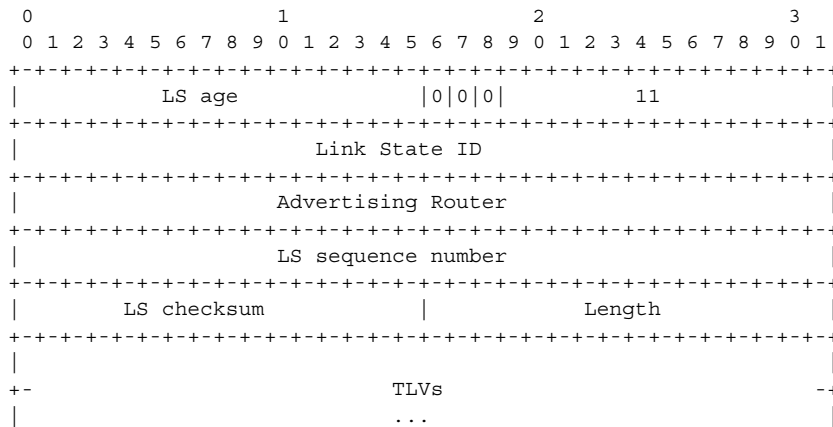 0                   1                   2                   3
0 1 2 3 4 5 6 7 8 9 0 1 2 3 4 5 6 7 8 9 0 1 2 3 4 5 6 7 8 9 0 1
+-+-+-+-+-+-+-+-+-+-+-+-+-+-+-+-+-+-+-+-+-+-+-+-+-+-+-+-+-+-+-+-+
|           LS age              |0|0|0|          11             |
+-+-+-+-+-+-+-+-+-+-+-+-+-+-+-+-+-+-+-+-+-+-+-+-+-+-+-+-+-+-+-+-+
|                       Link State ID                           |
+-+-+-+-+-+-+-+-+-+-+-+-+-+-+-+-+-+-+-+-+-+-+-+-+-+-+-+-+-+-+-+-+
|                    Advertising Router                         |
+-+-+-+-+-+-+-+-+-+-+-+-+-+-+-+-+-+-+-+-+-+-+-+-+-+-+-+-+-+-+-+-+
|                    LS sequence number                         |
+-+-+-+-+-+-+-+-+-+-+-+-+-+-+-+-+-+-+-+-+-+-+-+-+-+-+-+-+-+-+-+-+
|        LS checksum            |            Length             |
+-+-+-+-+-+-+-+-+-+-+-+-+-+-+-+-+-+-+-+-+-+-+-+-+-+-+-+-+-+-+-+-+
|                                                               |
+-                            TLVs                             -+
|                             ...                               |